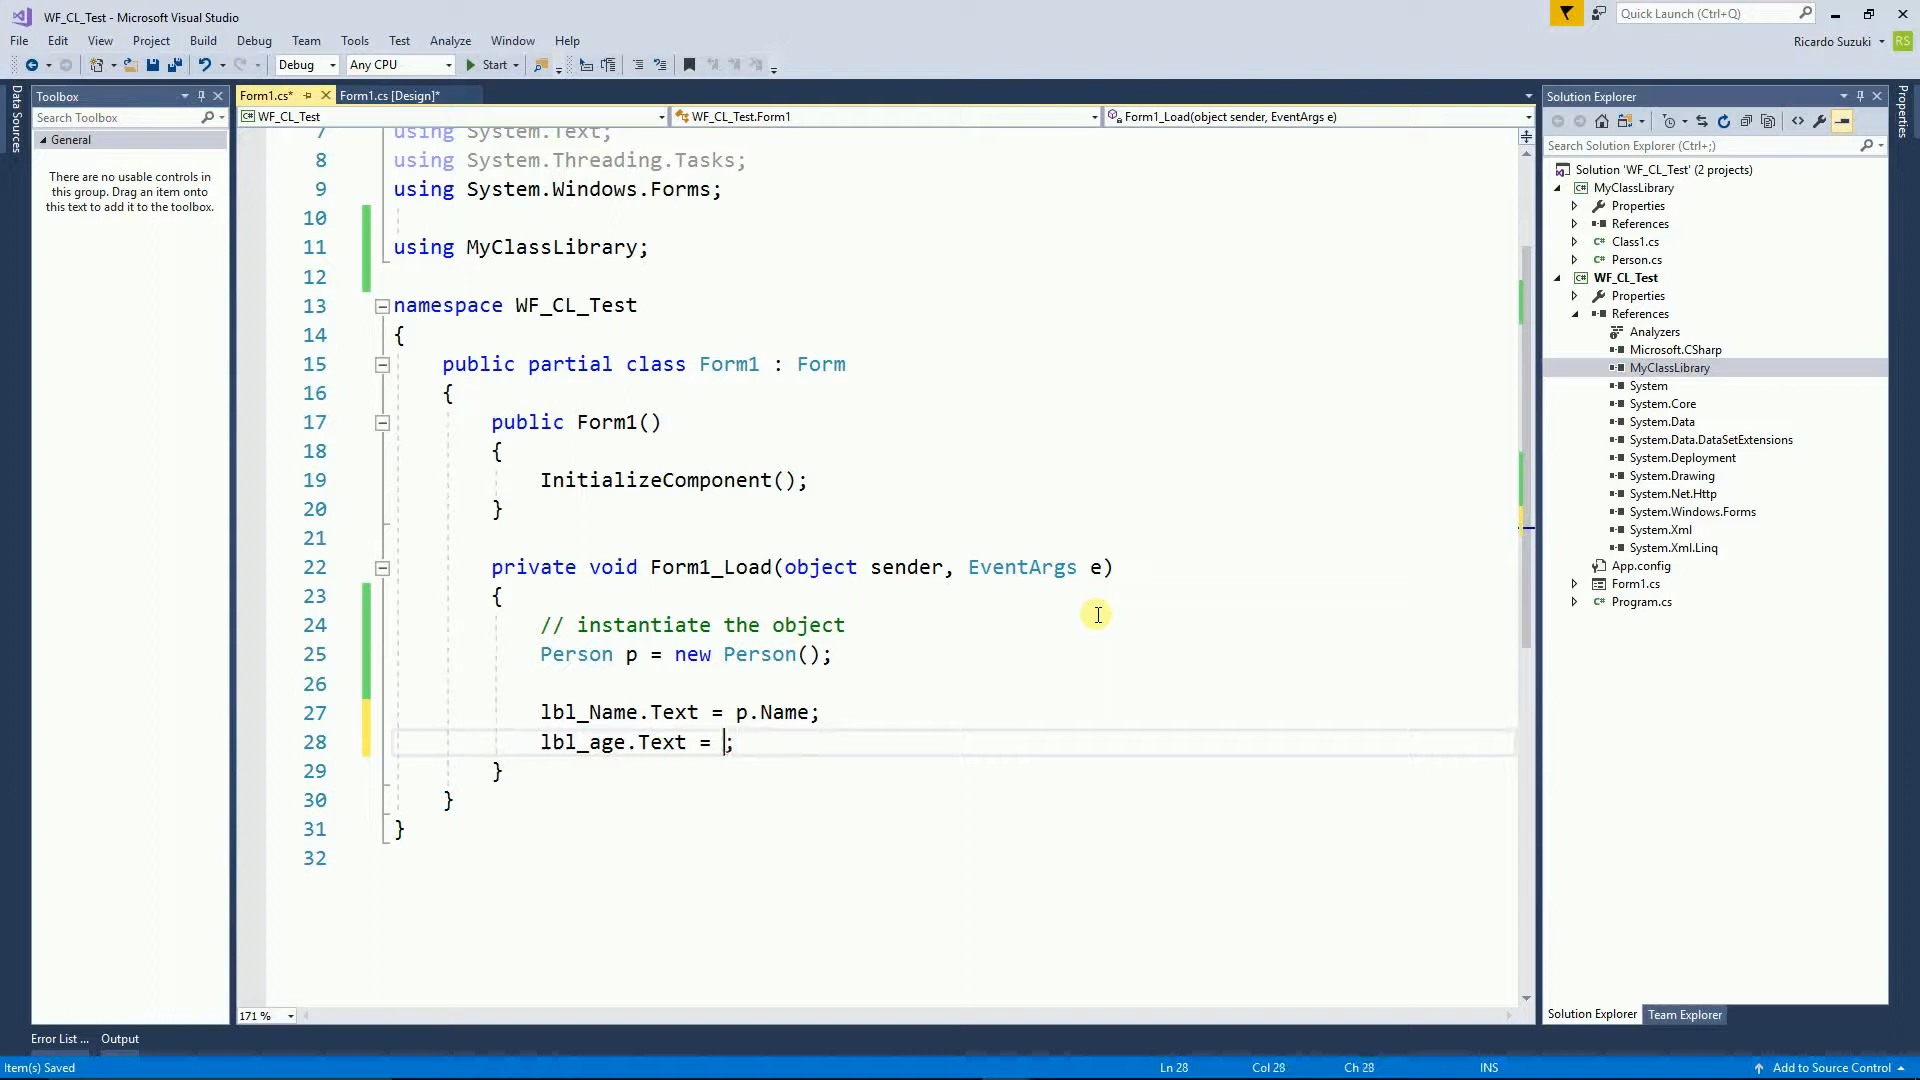 WF_CL_Test - Microsoft Visual Studio
Quick Launch (Ctrl+Q)
File Edit View Project Build Debug Team Tools Test Analyze Window Help
Ricardo Suzuki
RS
Debug Any CPU Start
Data Sources
Toolbox
Search Toolbox
General
There are no usable controls in
this group. Drag an item onto
this text to add it to the toolbox.
Form1.cs* Form1.cs [Design]*
WF_CL_Test WF_CL_Test.Form1 Form1_Load(object sender, EventArgs e)
7 using System.Text;
8 using System.Threading.Tasks;
9 using System.Windows.Forms;
10
11 using MyClassLibrary;
12
13 namespace WF_CL_Test
14 {
15 public partial class Form1 : Form
16 {
17 public Form1()
18 {
19 InitializeComponent();
20 }
21
22 private void Form1_Load(object sender, EventArgs e)
23 {
24 // instantiate the object
25 Person p = new Person();
26
27 lbl_Name.Text = p.Name;
28 lbl_age.Text = ;
29 }
30 }
31 }
32
171 %
Solution Explorer
Search Solution Explorer (Ctrl+;)
Solution 'WF_CL_Test' (2 projects)
C# MyClassLibrary
Properties
References
C# Class1.cs
C# Person.cs
C# WF_CL_Test
Properties
References
Analyzers
Microsoft.CSharp
MyClassLibrary
System
System.Core
System.Data
System.Data.DataSetExtensions
System.Deployment
System.Drawing
System.Net.Http
System.Windows.Forms
System.Xml
System.Xml.Linq
App.config
Form1.cs
C# Program.cs
Solution Explorer Team Explorer
Properties
Error List ... Output
Item(s) Saved Ln 28 Col 28 Ch 28 INS Add to Source Control